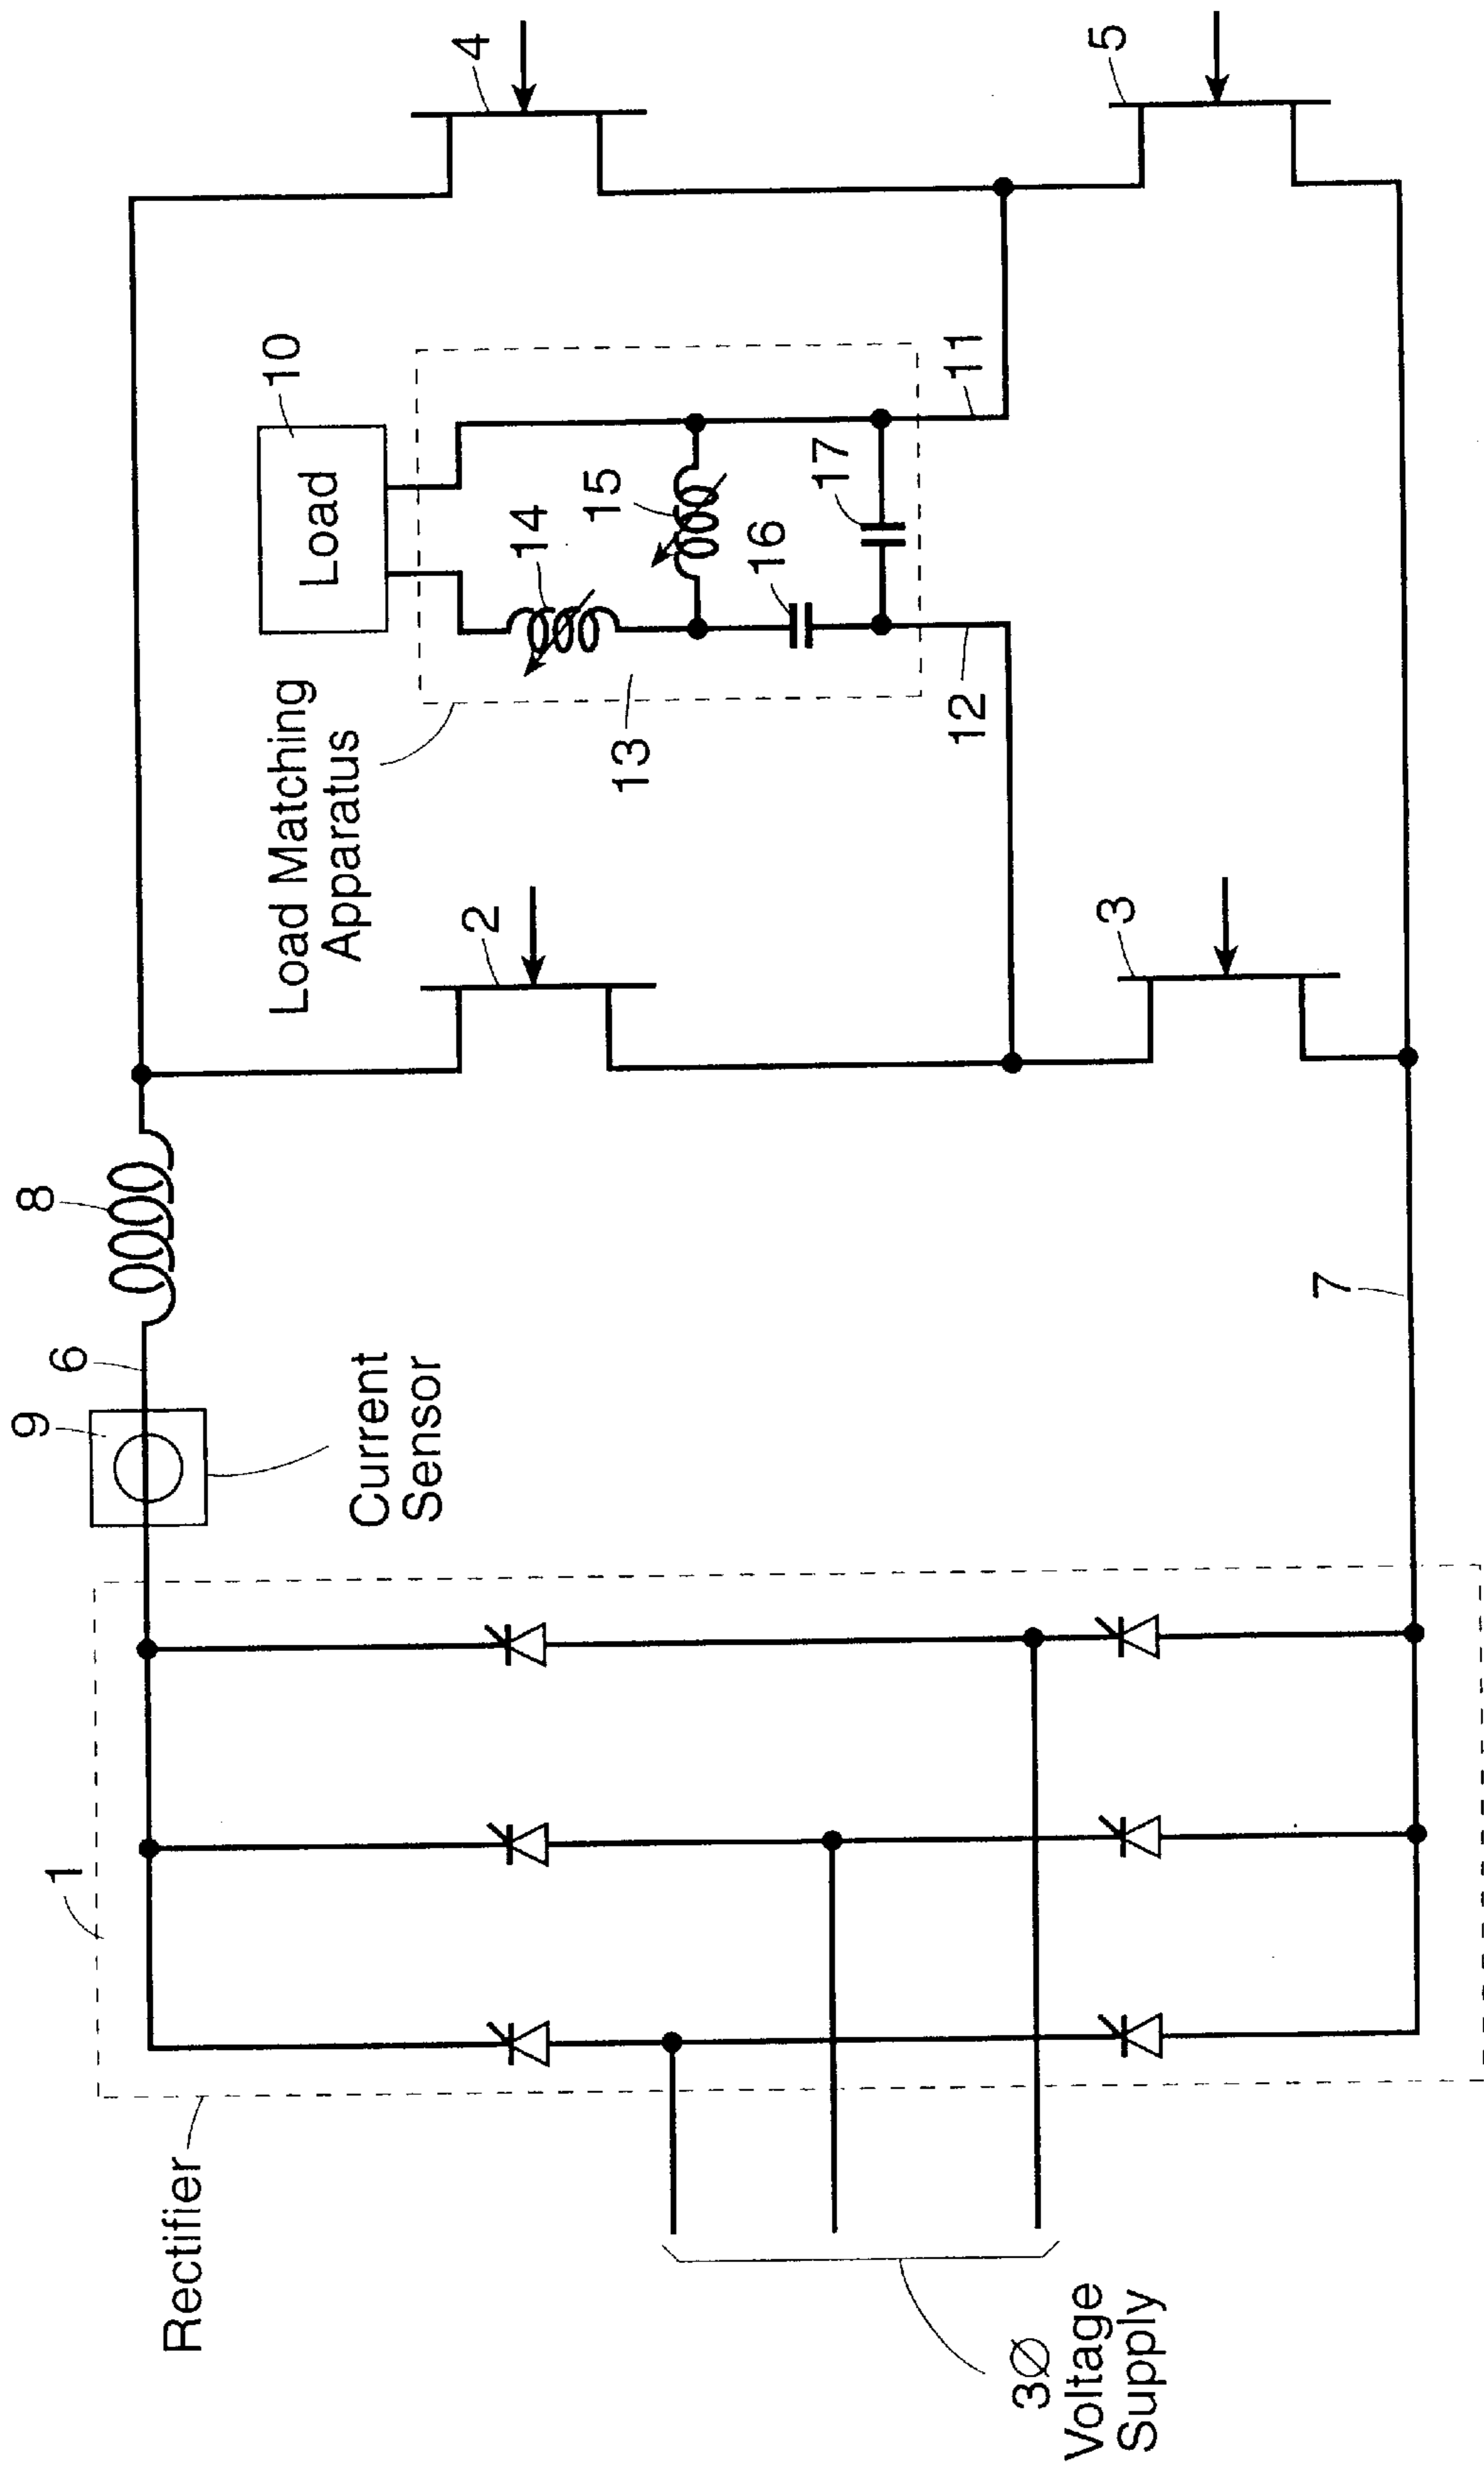 Rectifier
1
3∅
Voltage
Supply
9
6
8
Current
Sensor
7
Load Matching
Apparatus
2
3
13
12
10
Load
14
15
16
17
11
4
5